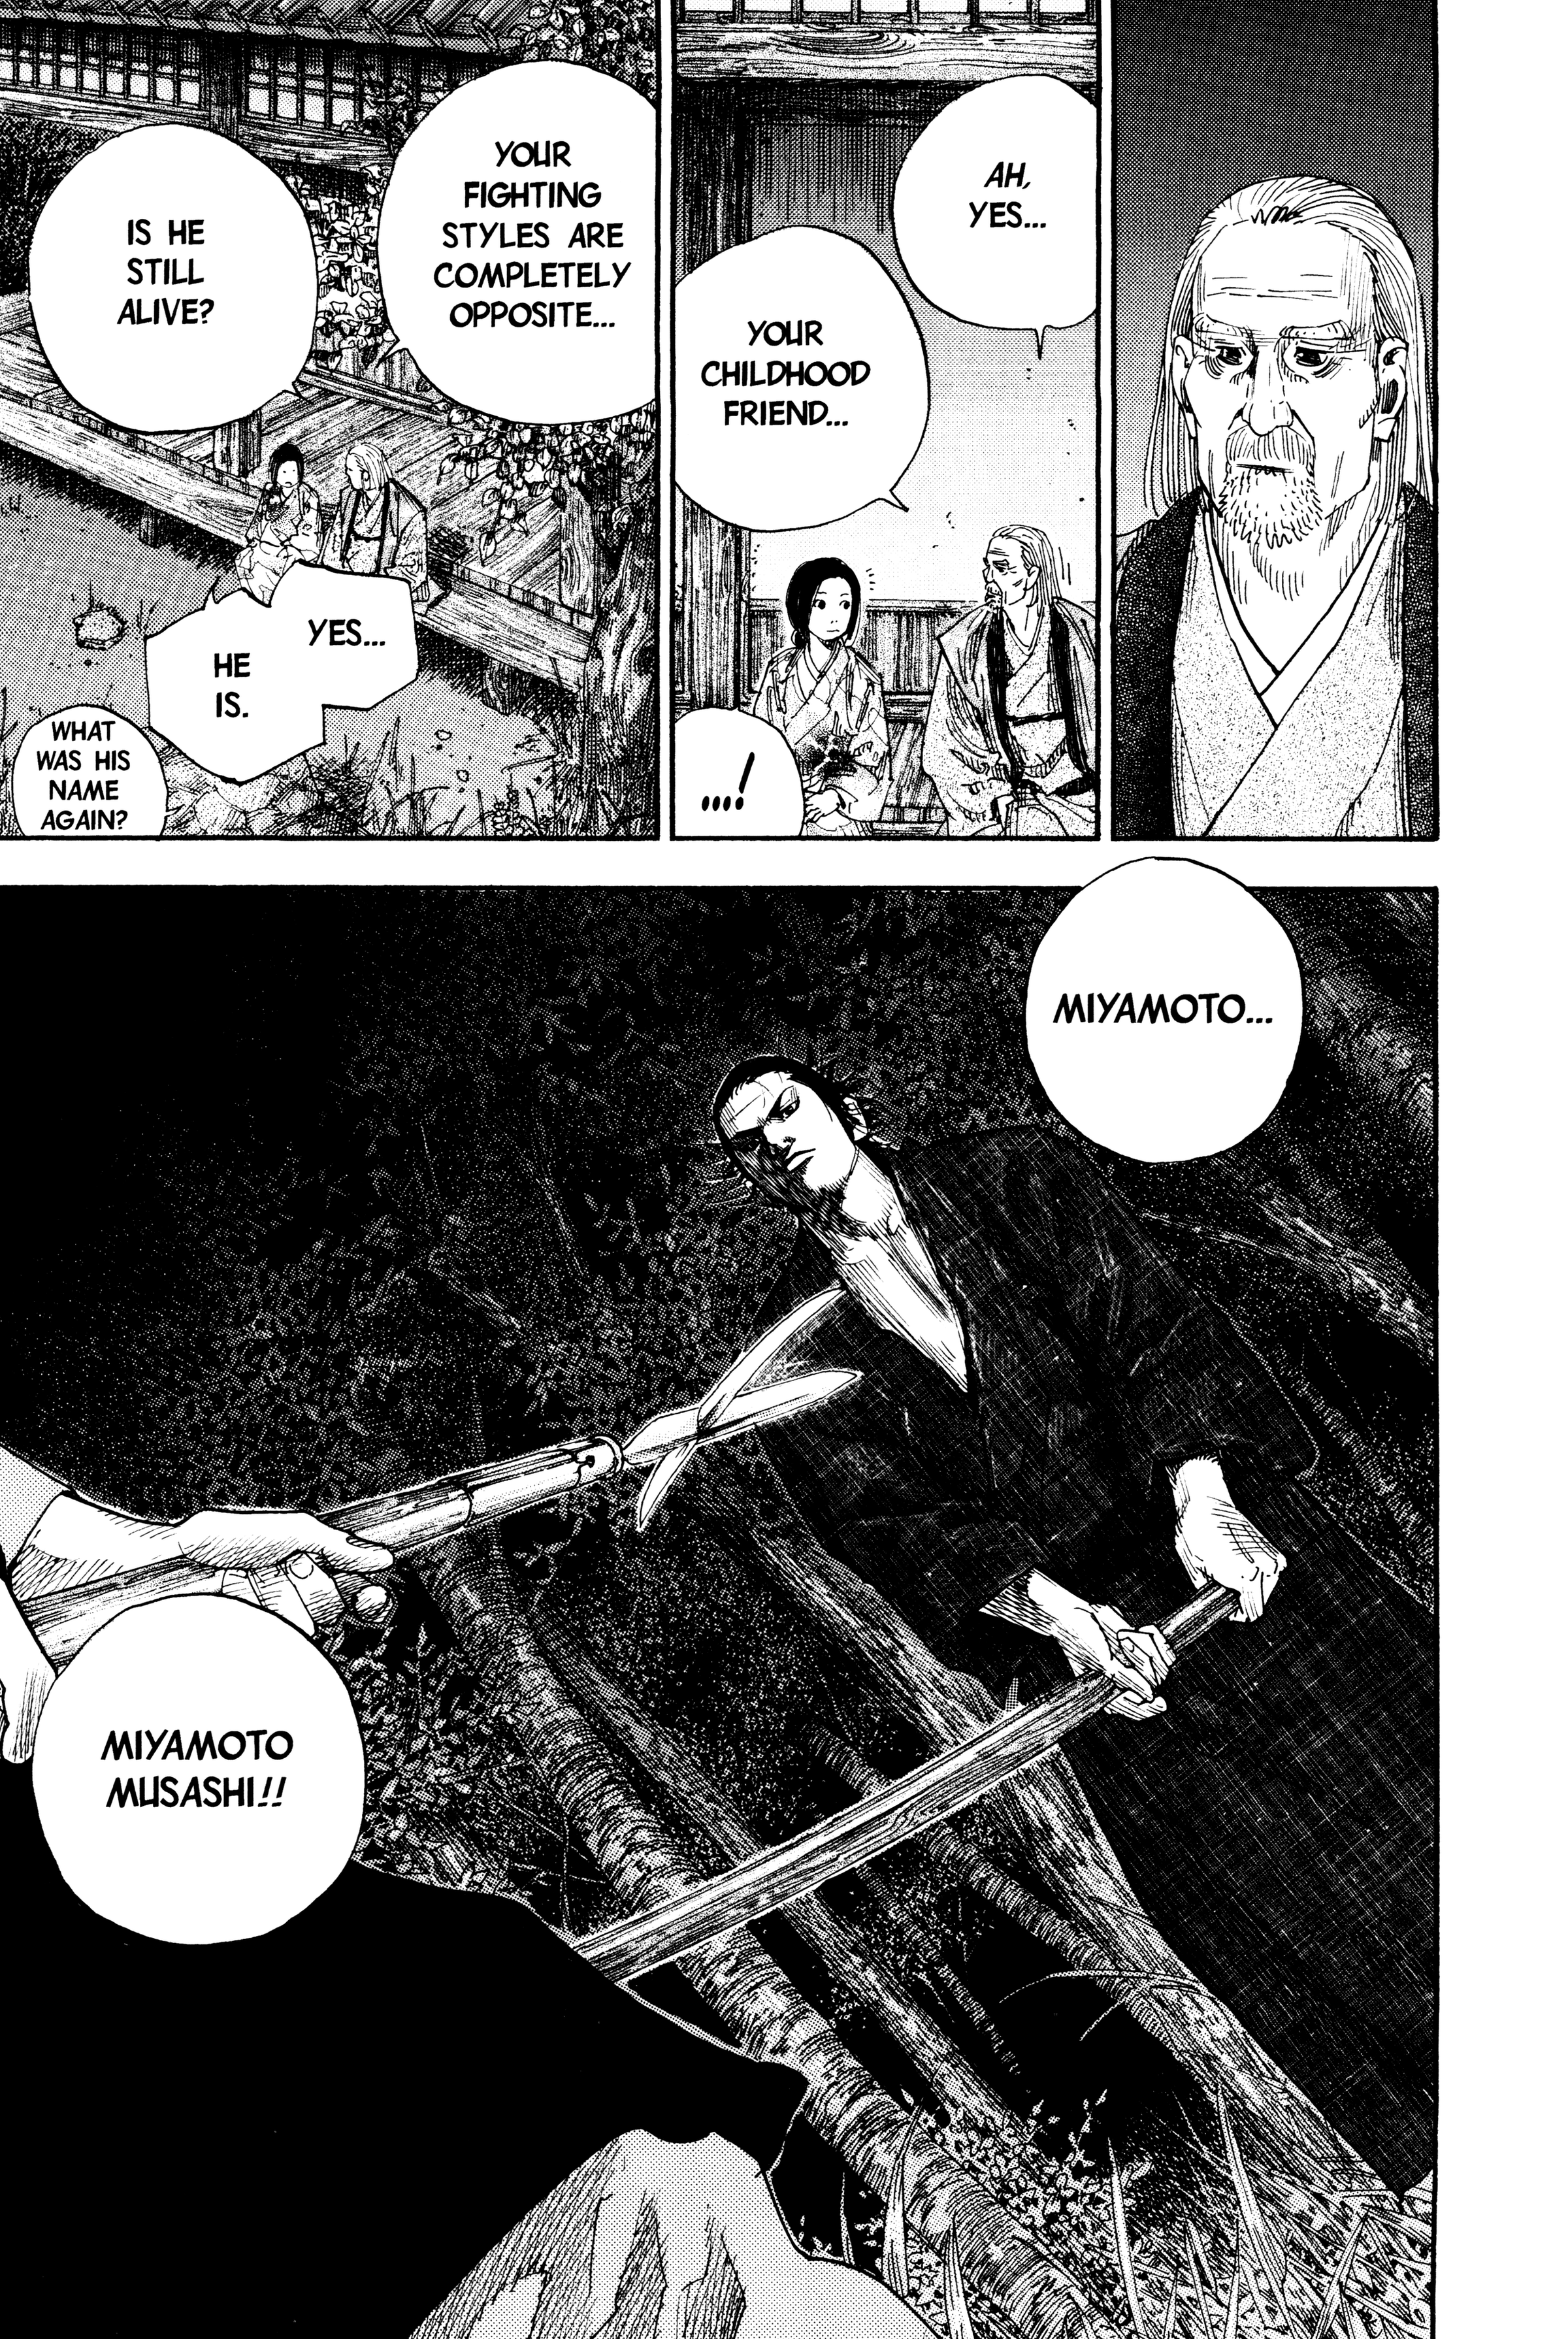 AH,
YES...
YOUR
CHILDHOOD
FRIEND...
....!
YOUR
FIGHTING
STYLES ARE
COMPLETELY
OPPOSITE...
IS HE
STILL
ALIVE?
YES...
HE
IS.
WHAT
WAS HIS
NAME
AGAIN?
MIYAMOTO...
MIYAMOTO
MUSASHI!!